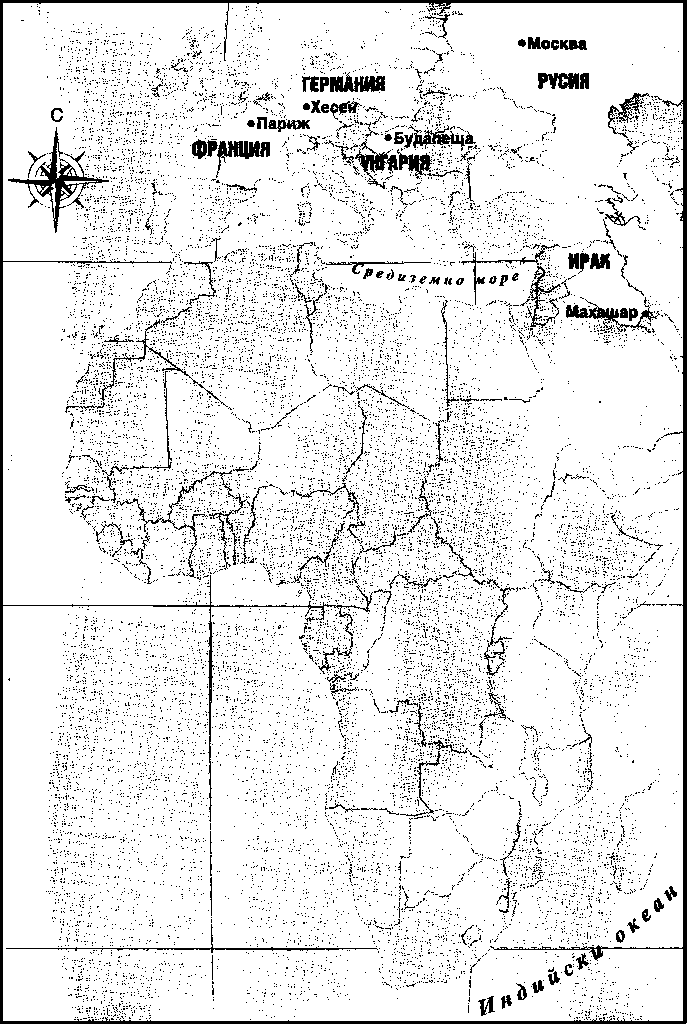 Москва
РУСИЯ
ГЕРМАНИЯ
Хесен
С
Париж
ФРАНЦИЯ
Будапеща
УНГАРИЯ
ИРАК
Средиземно море
Махашар
Индийски океан